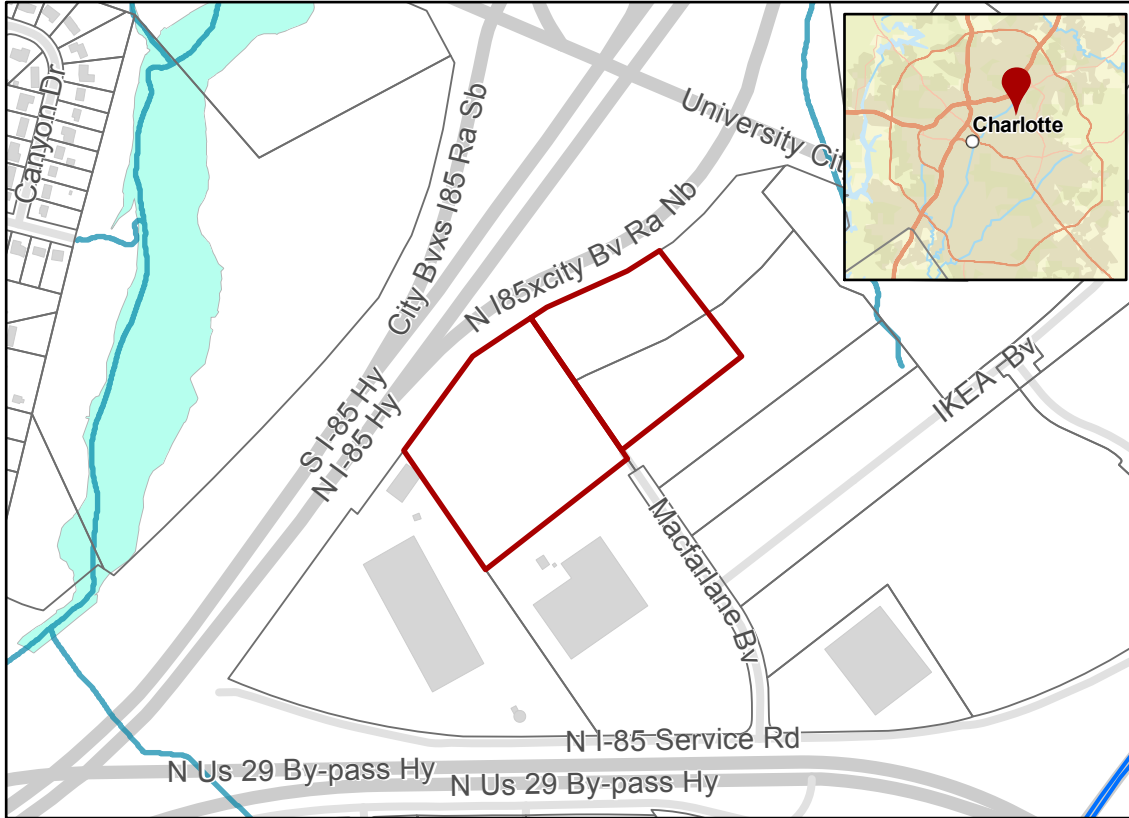 Canyon Dr
City Bvxs I85 Ra Sb
University City
Charlotte
N I85xcity Bv Ra Nb
S I-85 Hy
N I-85 Hy
IKEA Bv
Macfarlane Bv
N I-85 Service Rd
N Us 29 By-pass Hy
N Us 29 By-pass Hy